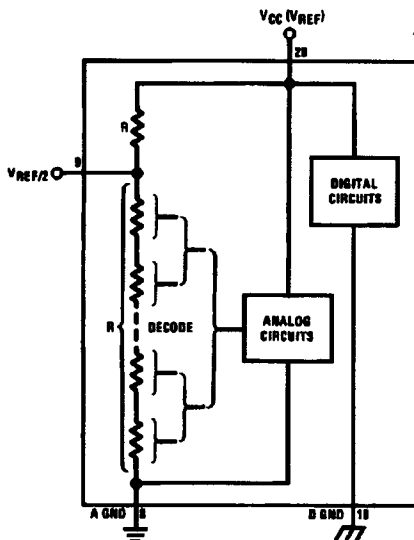 VCC (VREF)
20
R
9
VREF/2
DIGITAL
CIRCUITS
R
DECODE
ANALOG
CIRCUITS
A GND
8
D GND
10